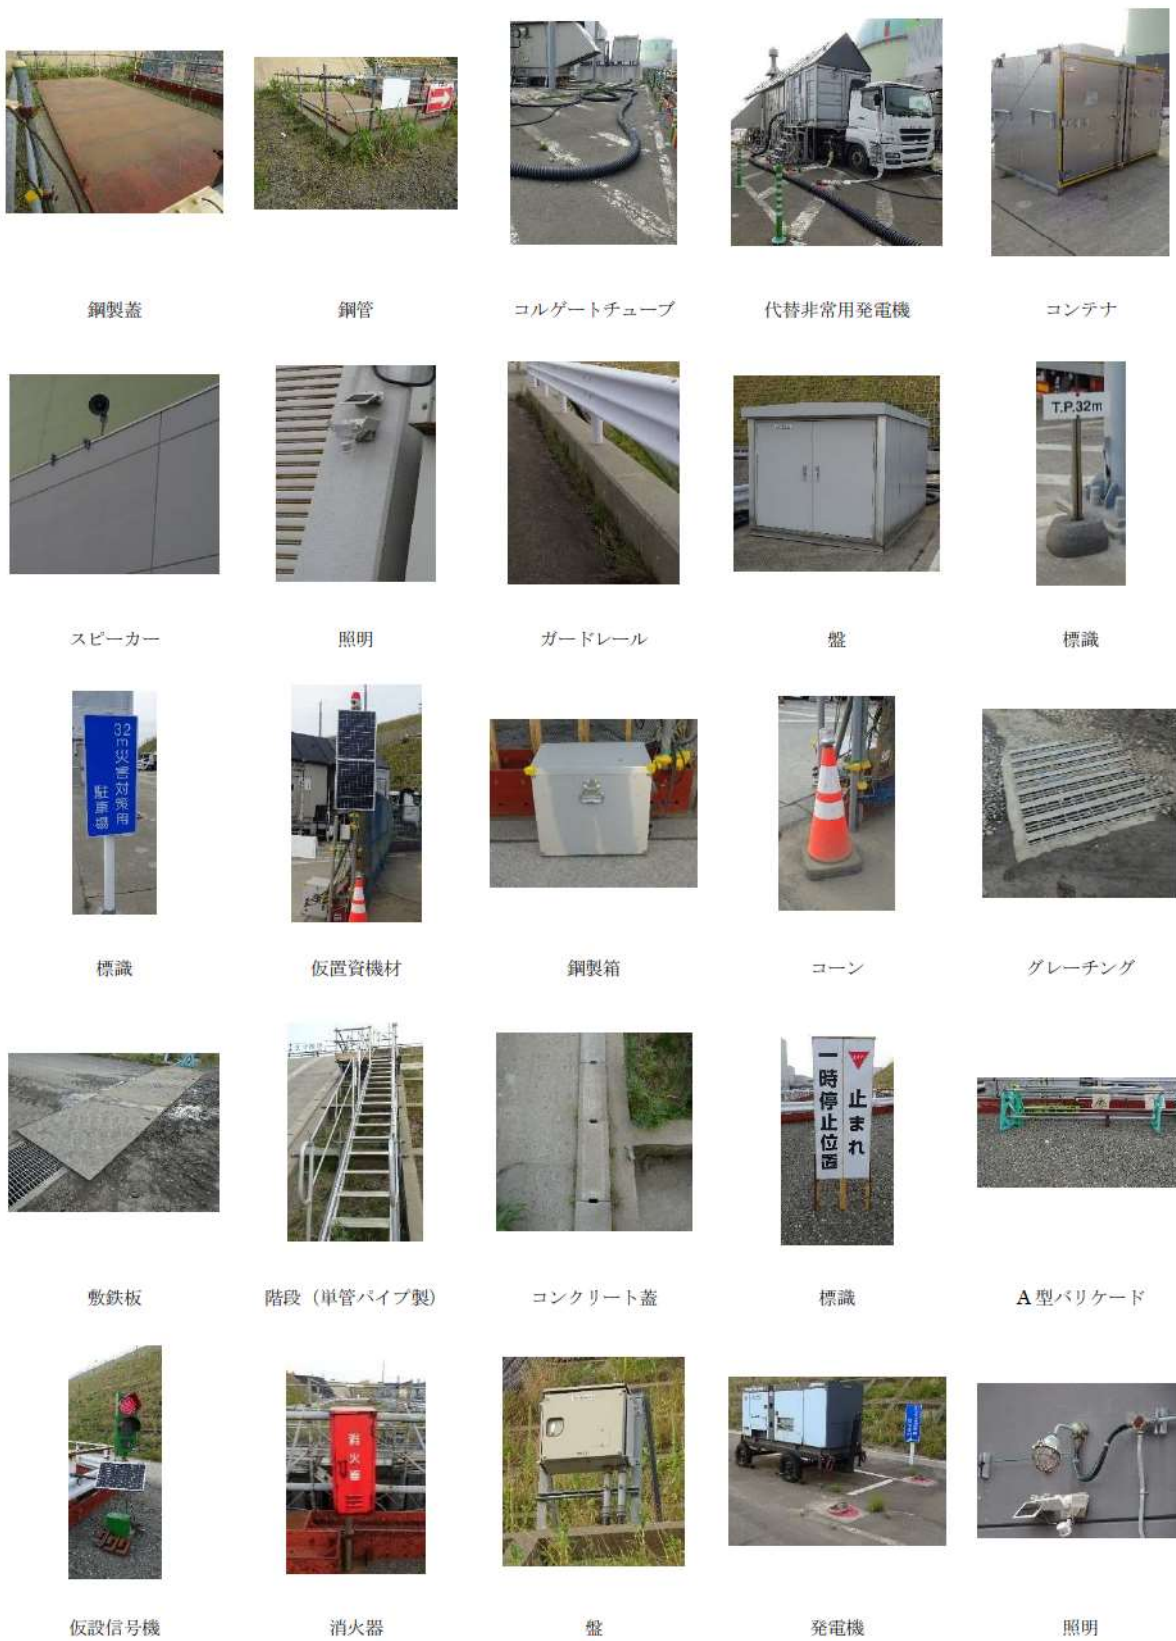 鋼製蓋
鋼管
コルゲートチューブ
代替非常用発電機
コンテナ
T.P.32m
スピーカー
照明
ガードレール
盤
標識
32m災害対策用
駐車場
標識
仮置資機材
鋼製箱
コーン
グレーチング
止まれ
一時停止位置
敷鉄板
階段（単管パイプ製）
コンクリート蓋
標識
A型バリケード
消火器
仮設信号機
消火器
盤
発電機
照明